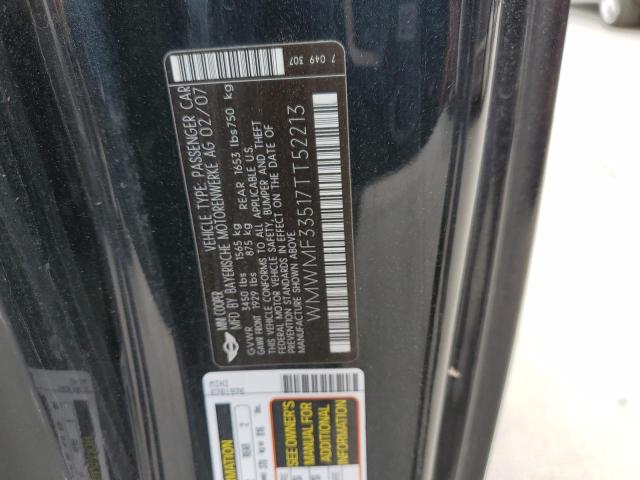 MINI COOPER
VEHICLE TYPE: PASSENGER CAR
MFD BY BAYERISCHE MOTORENWERKE AG 02/07
GVWR 3450 lbs 1565 kg
GAWR FRONT 1929 lbs 875 kg REAR 1653 lbs 750 kg
THIS VEHICLE CONFORMS TO ALL APPLICABLE U.S.
FEDERAL MOTOR VEHICLE SAFETY, BUMPER AND THEFT
PREVENTION STANDARDS IN EFFECT ON THE DATE OF
MANUFACTURE SHOWN ABOVE.
WMWMF33517TT52213
7 049 307
MINI
SEE OWNER'S
MANUAL FOR
ADDITIONAL
INFORMATION
REAR 2